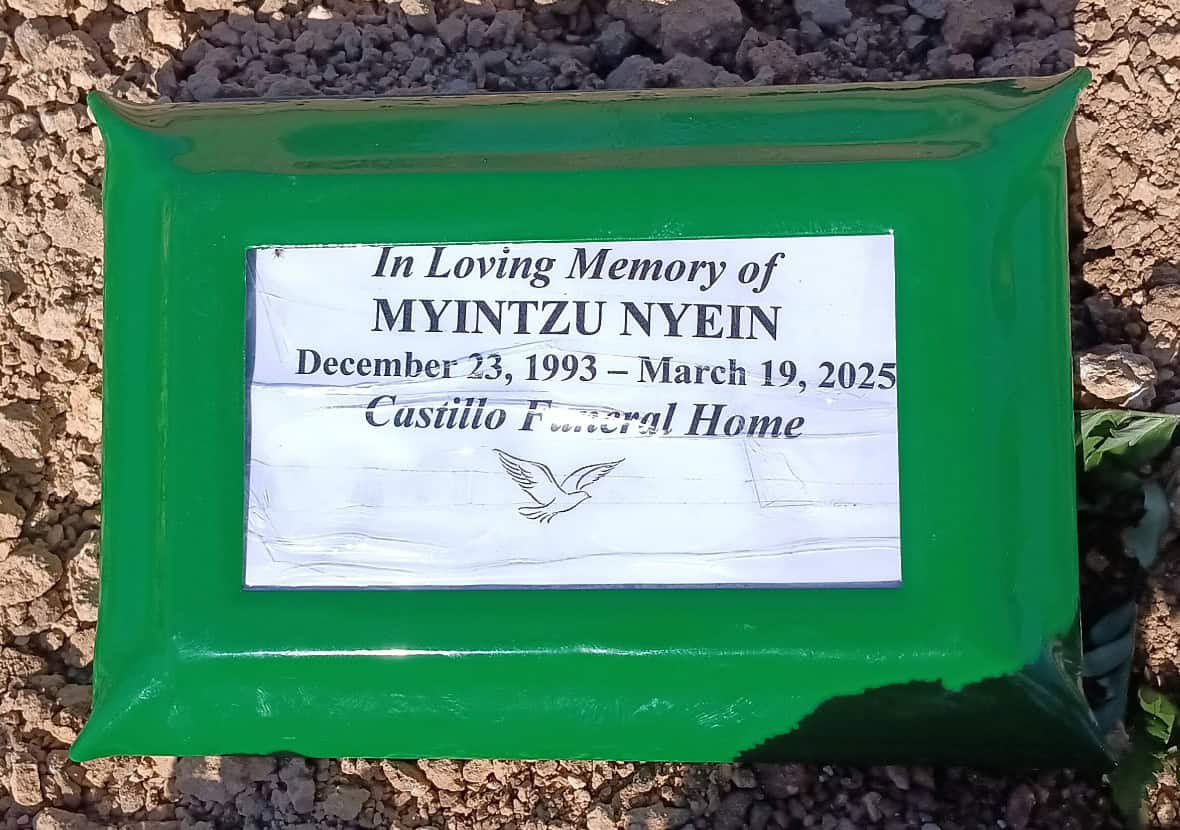 In Loving Memory of
MYINTZU NYEIN
December 23, 1993 – March 19, 2025
Castillo Funeral Home